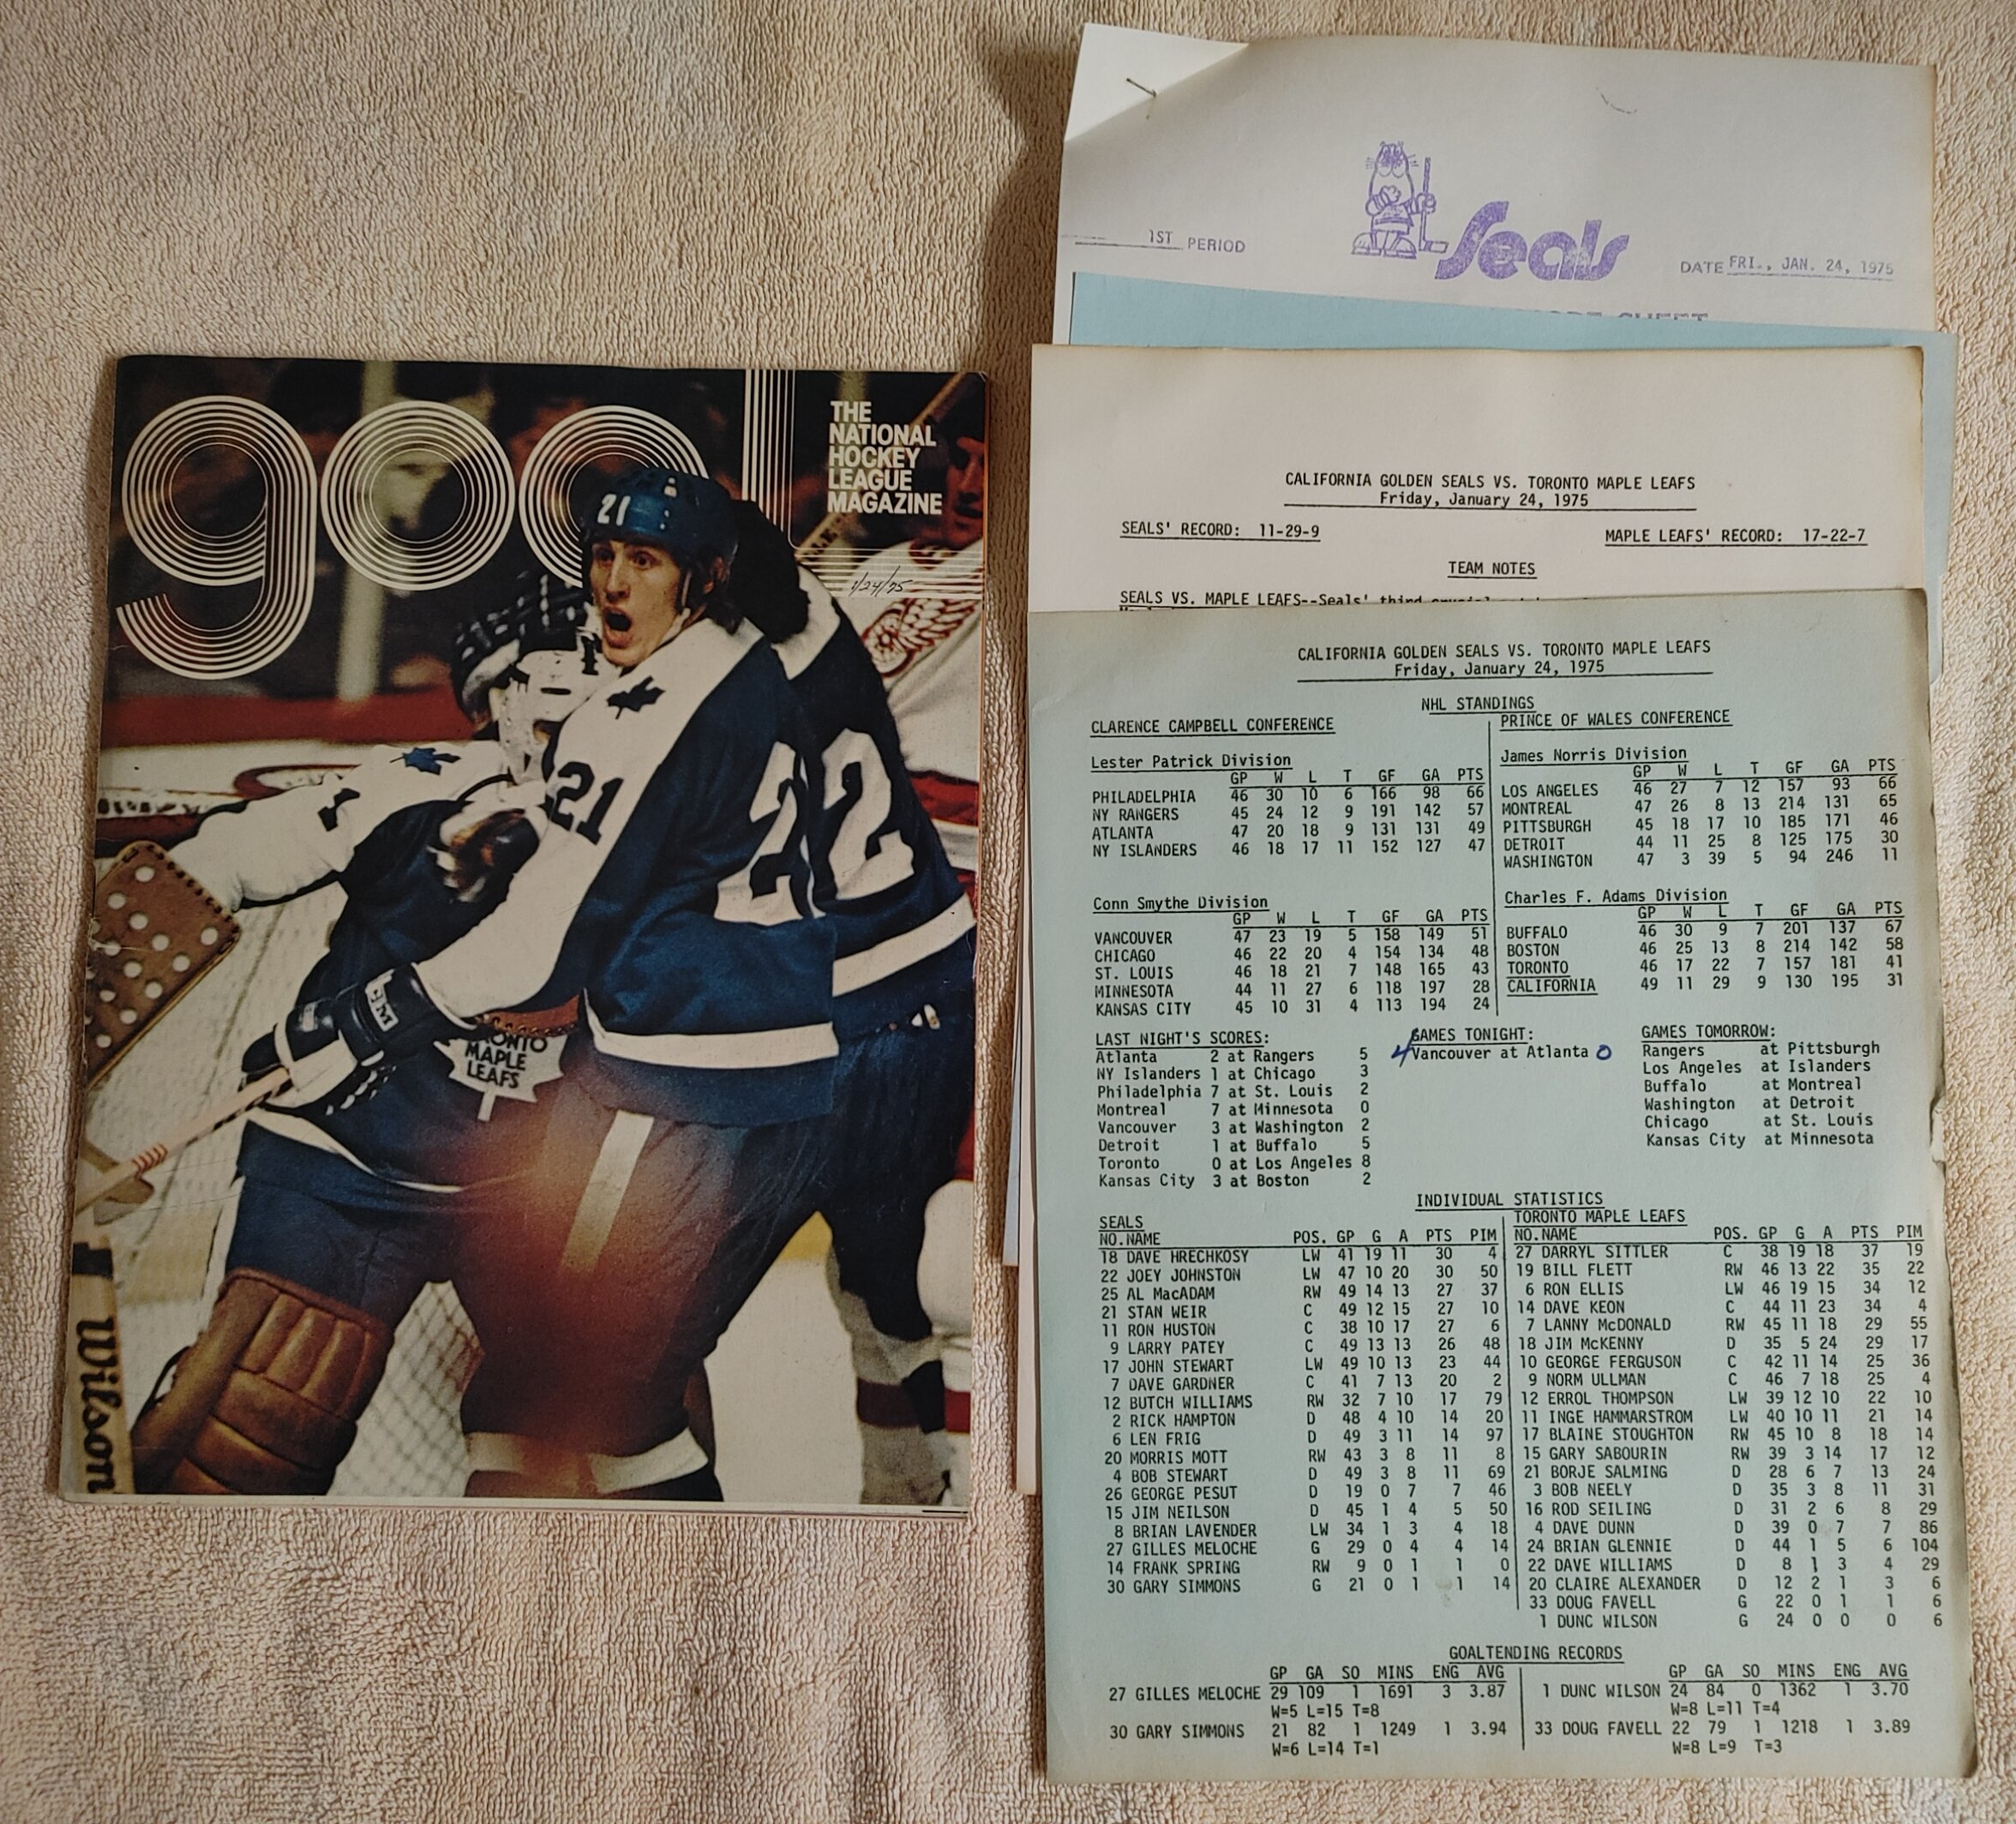 goal
THE
NATIONAL
HOCKEY
LEAGUE
MAGAZINE
1/24/75
21
21
22
TORONTO
MAPLE
LEAFS
Wilson
1ST PERIOD
Seals
DATE FRI., JAN. 24, 1975
CALIFORNIA GOLDEN SEALS VS. TORONTO MAPLE LEAFS
Friday, January 24, 1975
SEALS' RECORD: 11-29-9 MAPLE LEAFS' RECORD: 17-22-7
TEAM NOTES
SEALS VS. MAPLE LEAFS--Seals' third crucial
CALIFORNIA GOLDEN SEALS VS. TORONTO MAPLE LEAFS
Friday, January 24, 1975
NHL STANDINGS
CLARENCE CAMPBELL CONFERENCE
Lester Patrick Division
GP W L T GF GA PTS
PHILADELPHIA 46 30 10 6 166 98 66
NY RANGERS 45 24 12 9 191 142 57
ATLANTA 47 20 18 9 131 131 49
NY ISLANDERS 46 18 17 11 152 127 47
Conn Smythe Division
GP W L T GF GA PTS
VANCOUVER 47 23 19 5 158 149 51
CHICAGO 46 22 20 4 154 134 48
ST. LOUIS 46 18 21 7 148 165 43
MINNESOTA 44 11 27 6 118 197 28
KANSAS CITY 45 10 31 4 113 194 24
PRINCE OF WALES CONFERENCE
James Norris Division
GP W L T GF GA PTS
LOS ANGELES 46 27 7 12 157 93 66
MONTREAL 47 26 8 13 214 131 65
PITTSBURGH 45 18 17 10 185 171 46
DETROIT 44 11 25 8 125 175 30
WASHINGTON 47 3 39 5 94 246 11
Charles F. Adams Division
GP W L T GF GA PTS
BUFFALO 46 30 9 7 201 137 67
BOSTON 46 25 13 8 214 142 58
TORONTO 46 17 22 7 157 181 41
CALIFORNIA 49 11 29 9 130 195 31
LAST NIGHT'S SCORES:
Atlanta 2 at Rangers 5
NY Islanders 1 at Chicago 3
Philadelphia 7 at St. Louis 2
Montreal 7 at Minnesota 0
Vancouver 3 at Washington 2
Detroit 1 at Buffalo 5
Toronto 0 at Los Angeles 8
Kansas City 3 at Boston 2
GAMES TONIGHT:
4 Vancouver at Atlanta 0
GAMES TOMORROW:
Rangers at Pittsburgh
Los Angeles at Islanders
Buffalo at Montreal
Washington at Detroit
Chicago at St. Louis
Kansas City at Minnesota
INDIVIDUAL STATISTICS
SEALS
NO. NAME POS. GP G A PTS PIM
18 DAVE HRECHKOSY LW 41 19 11 30 4
22 JOEY JOHNSTON LW 47 10 20 30 50
25 AL MacADAM RW 49 14 13 27 37
21 STAN WEIR C 49 12 15 27 10
11 RON HUSTON C 38 10 17 27 6
9 LARRY PATEY C 49 13 13 26 48
17 JOHN STEWART LW 49 10 13 23 44
7 DAVE GARDNER C 41 7 13 20 2
12 BUTCH WILLIAMS RW 32 7 10 17 79
2 RICK HAMPTON D 48 4 10 14 20
6 LEN FRIG D 49 3 11 14 97
20 MORRIS MOTT RW 43 3 8 11 8
4 BOB STEWART D 49 3 8 11 69
26 GEORGE PESUT D 19 0 7 7 46
15 JIM NEILSON D 45 1 4 5 50
8 BRIAN LAVENDER LW 34 1 3 4 18
27 GILLES MELOCHE G 29 0 4 4 14
14 FRANK SPRING RW 9 0 1 1 0
30 GARY SIMMONS G 21 0 1 1 14
TORONTO MAPLE LEAFS
NO. NAME POS. GP G A PTS PIM
27 DARRYL SITTLER C 38 19 18 37 19
19 BILL FLETT RW 46 13 22 35 22
6 RON ELLIS LW 46 19 15 34 12
14 DAVE KEON C 44 11 23 34 4
7 LANNY McDONALD RW 45 11 18 29 55
18 JIM McKENNY D 35 5 24 29 17
10 GEORGE FERGUSON C 42 11 14 25 36
9 NORM ULLMAN C 46 7 18 25 4
12 ERROL THOMPSON LW 39 12 10 22 10
11 INGE HAMMARSTROM LW 40 10 11 21 14
17 BLAINE STOUGHTON RW 45 10 8 18 14
15 GARY SABOURIN RW 39 3 14 17 12
21 BORJE SALMING D 28 6 7 13 24
3 BOB NEELY D 35 3 8 11 31
16 ROD SEILING D 31 2 6 8 29
4 DAVE DUNN D 39 0 7 7 86
24 BRIAN GLENNIE D 44 1 5 6 104
22 DAVE WILLIAMS D 8 1 3 4 29
20 CLAIRE ALEXANDER D 12 2 1 3 6
33 DOUG FAVELL G 22 0 1 1 6
1 DUNC WILSON G 24 0 0 0 6
GOALTENDING RECORDS
GP GA SO MINS ENG AVG
27 GILLES MELOCHE 29 109 1 1691 3 3.87
W=5 L=15 T=8
30 GARY SIMMONS 21 82 1 1249 1 3.94
W=6 L=14 T=1
GP GA SO MINS ENG AVG
1 DUNC WILSON 24 84 0 1362 1 3.70
W=8 L=11 T=4
33 DOUG FAVELL 22 79 1 1218 1 3.89
W=8 L=9 T=3